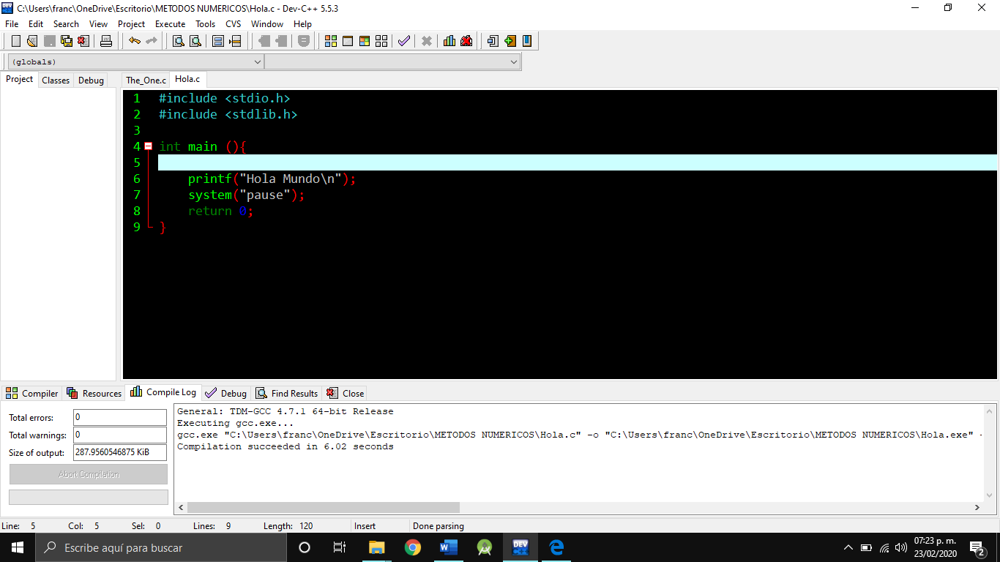 C:\Users\franc\OneDrive\Escritorio\METODOS NUMERICOS\Hola.c - Dev-C++ 5.5.3
File Edit Search View Project Execute Tools CVS Window Help
(globals)
Project Classes Debug The_One.c Hola.c
1 #include <stdio.h>
2 #include <stdlib.h>
3
4 int main (){
5
6 printf("Hola Mundo\n");
7 system("pause");
8 return 0;
9 }
Compiler Resources Compile Log Debug Find Results Close
Total errors: 0
Total warnings: 0
Size of output: 287.9560546875 KiB
Abort Compilation
General: TDM-GCC 4.7.1 64-bit Release
Executing gcc.exe...
gcc.exe "C:\Users\franc\OneDrive\Escritorio\METODOS NUMERICOS\Hola.c" -o "C:\Users\franc\OneDrive\Escritorio\METODOS NUMERICOS\Hola.exe" -
Compilation succeeded in 6.02 seconds
Line: 5 Col: 5 Sel: 0 Lines: 9 Length: 120 Insert Done parsing
Escribe aquí para buscar
DEV C++
07:23 p. m.
23/02/2020
2